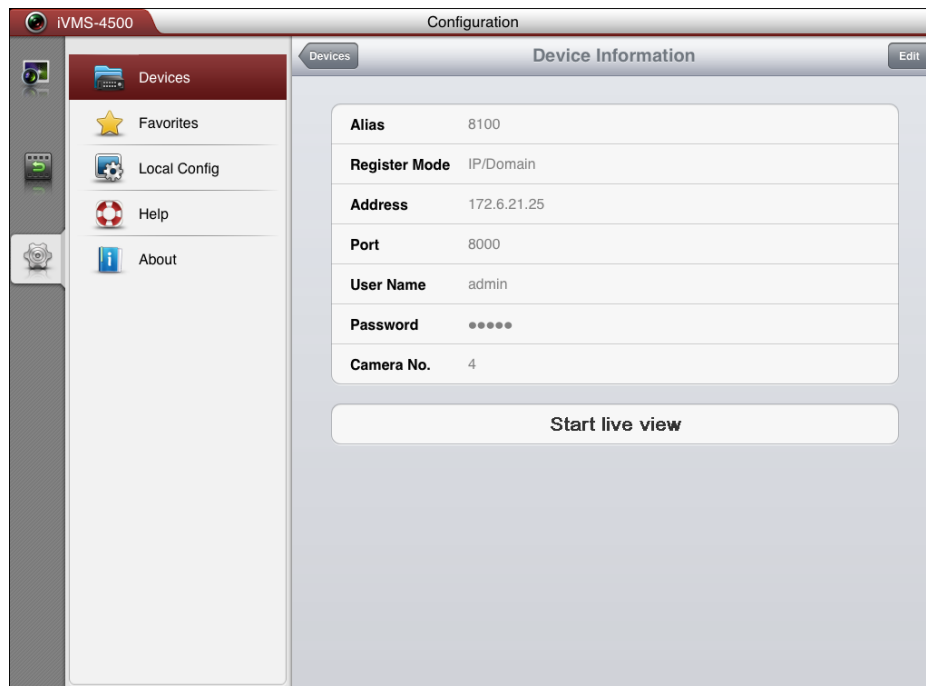 iVMS-4500
Configuration
Devices
Favorites
Local Config
Help
About
Devices
Device Information
Edit
Alias 8100
Register Mode IP/Domain
Address 172.6.21.25
Port 8000
User Name admin
Password •••••
Camera No. 4
Start live view